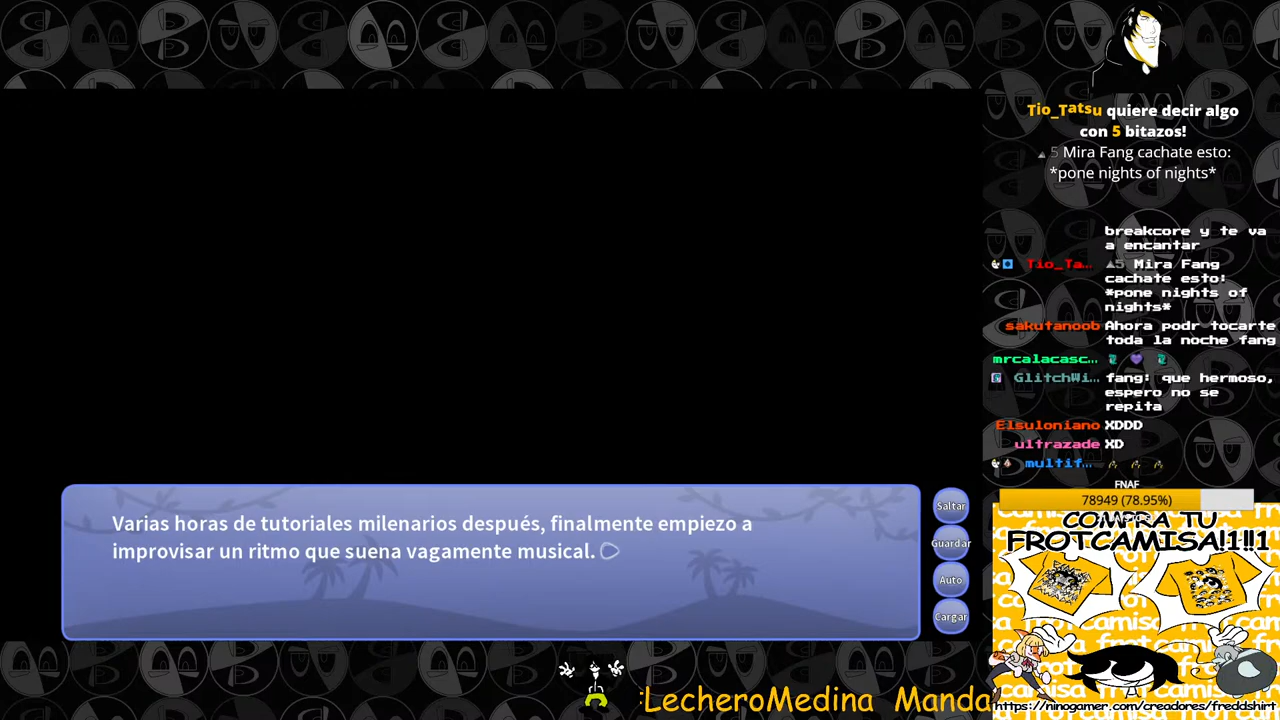 Tio_Tatsu quiere decir algo
con 5 bitazos!
5 Mira Fang cachate esto:
*pone nights of nights*
breakcore y te va
a encantar
Tio_Ta… 5 Mira Fang
cachate esto:
*pone nights of
nights*
sakutanoob Ahora podr tocarte
toda la noche fang
mrcalacasc…
GlitchWi… fang: que hermoso,
espero no se
repita
Elsuloniano XDDD
ultrazade XD
multif…
FNAF
78949 (78.95%)
COMPRA TU
FROTCAMISA!1!!1
https://ninogamer.com/creadores/freddshirt
Varias horas de tutoriales milenarios después, finalmente empiezo a
improvisar un ritmo que suena vagamente musical.
Saltar
Guardar
Auto
Cargar
LecheroMedina Manda